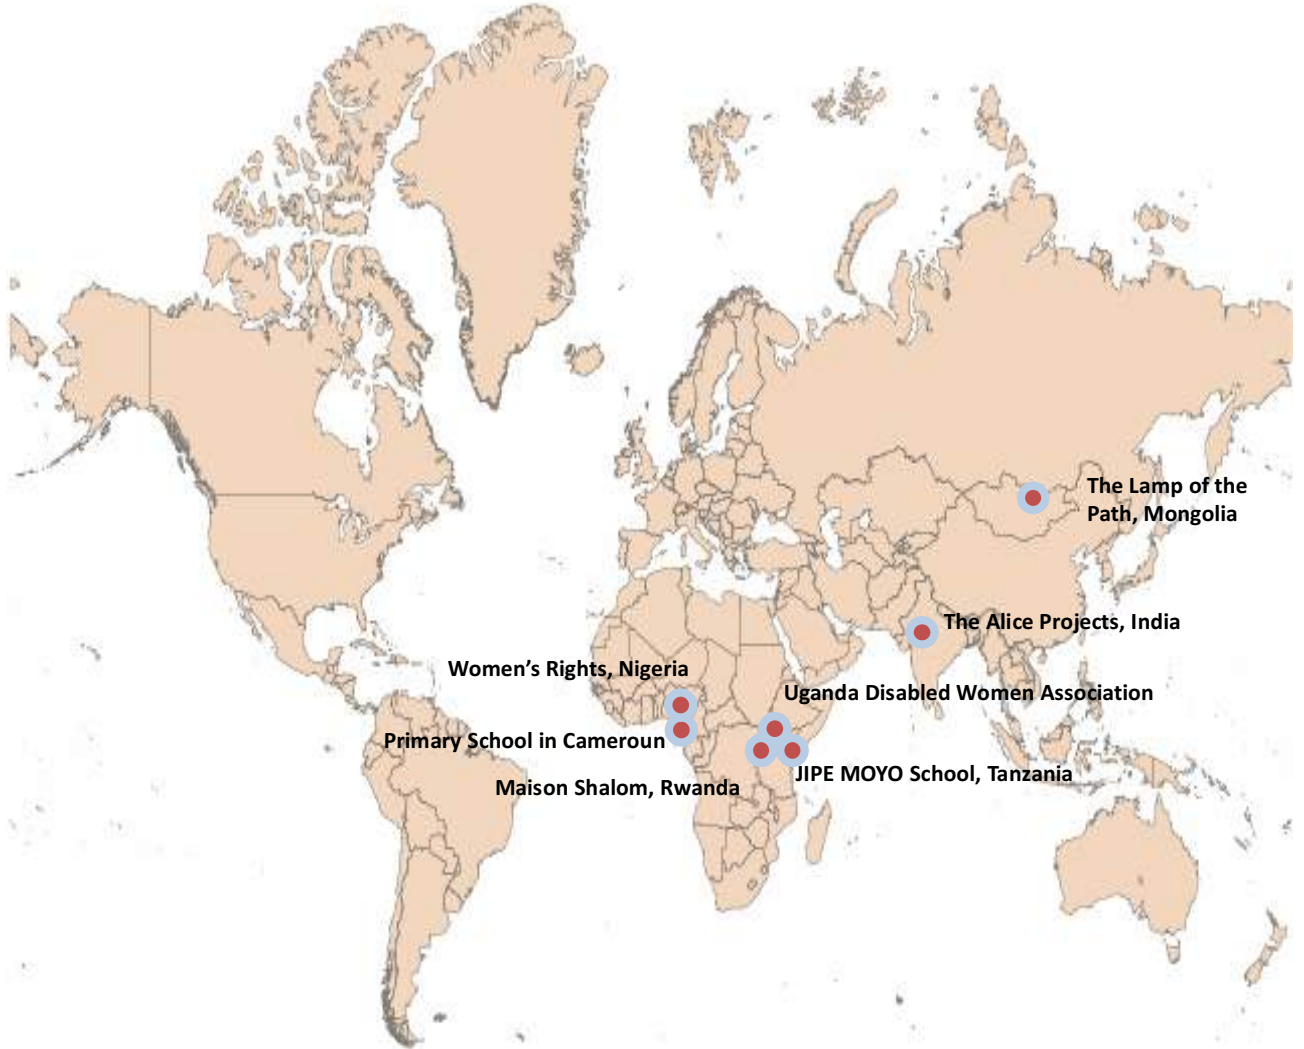 The Lamp of the
Path, Mongolia
The Alice Projects, India
Women’s Rights, Nigeria
Uganda Disabled Women Association
Primary School in Cameroun
JIPE MOYO School, Tanzania
Maison Shalom, Rwanda